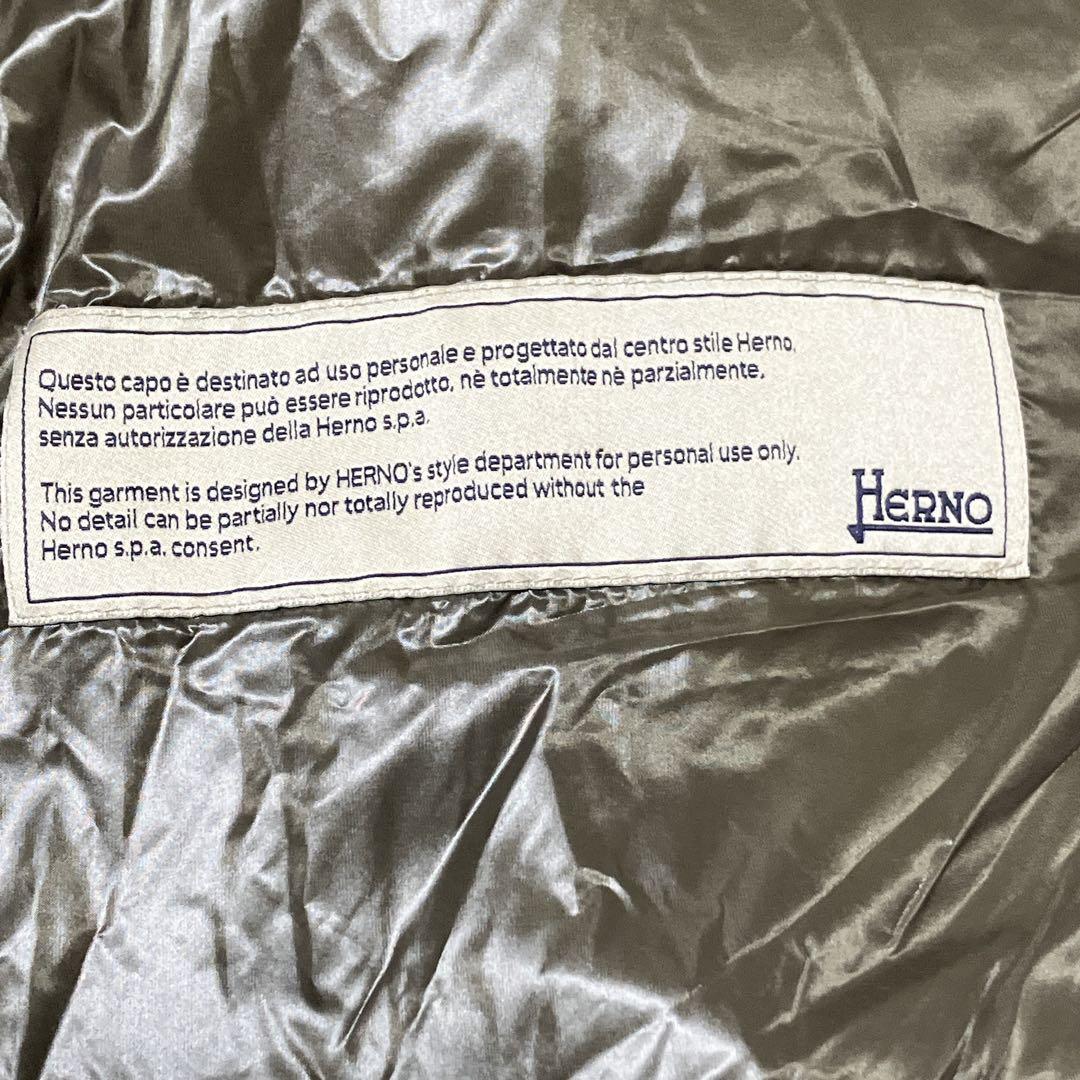 Questo capo è destinato ad uso personale e progettato dal centro stile Herno.
Nessun particolare può essere riprodotto, nè totalmente nè parzialmente,
senza autorizzazione della Herno s.p.a.
This garment is designed by HERNO's style department for personal use only.
No detail can be partially nor totally reproduced without the
Herno s.p.a. consent.
HERNO